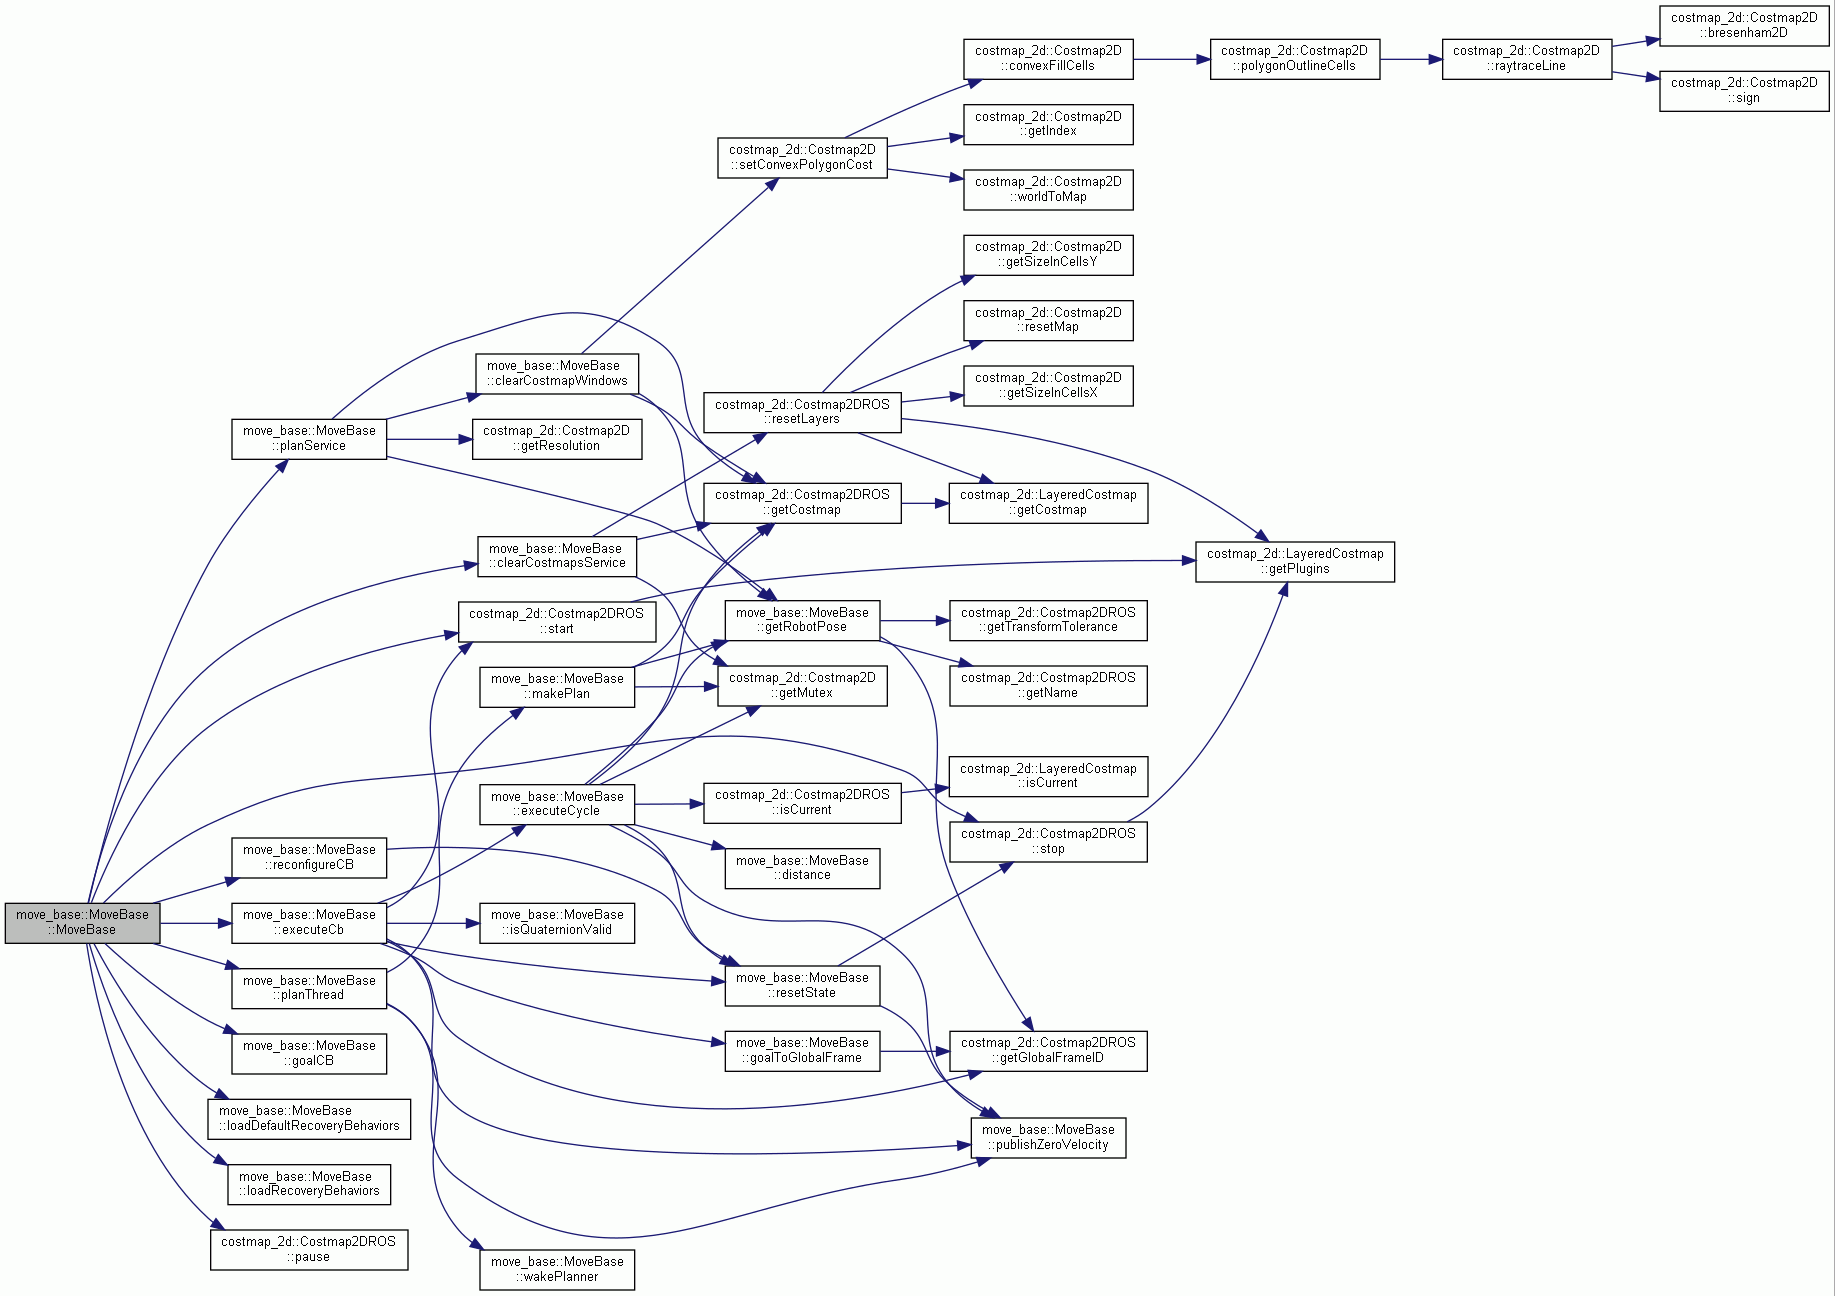 costmap_2d::Costmap2D
::bresenham2D
costmap_2d::Costmap2D
::convexFillCells
costmap_2d::Costmap2D
::polygonOutlineCells
costmap_2d::Costmap2D
::raytraceLine
costmap_2d::Costmap2D
::sign
costmap_2d::Costmap2D
::getIndex
costmap_2d::Costmap2D
::setConvexPolygonCost
costmap_2d::Costmap2D
::worldToMap
costmap_2d::Costmap2D
::getSizeInCellsY
costmap_2d::Costmap2D
::resetMap
move_base::MoveBase
::clearCostmapWindows
costmap_2d::Costmap2D
::getSizeInCellsX
costmap_2d::Costmap2DROS
::resetLayers
move_base::MoveBase
::planService
costmap_2d::Costmap2D
::getResolution
costmap_2d::Costmap2DROS
::getCostmap
costmap_2d::LayeredCostmap
::getCostmap
move_base::MoveBase
::clearCostmapsService
costmap_2d::LayeredCostmap
::getPlugins
costmap_2d::Costmap2DROS
::start
move_base::MoveBase
::getRobotPose
costmap_2d::Costmap2DROS
::getTransformTolerance
move_base::MoveBase
::makePlan
costmap_2d::Costmap2D
::getMutex
costmap_2d::Costmap2DROS
::getName
costmap_2d::LayeredCostmap
::isCurrent
move_base::MoveBase
::executeCycle
costmap_2d::Costmap2DROS
::isCurrent
costmap_2d::Costmap2DROS
::stop
move_base::MoveBase
::reconfigureCB
move_base::MoveBase
::distance
move_base::MoveBase
::MoveBase
move_base::MoveBase
::executeCb
move_base::MoveBase
::isQuaternionValid
move_base::MoveBase
::planThread
move_base::MoveBase
::resetState
move_base::MoveBase
::goalCB
move_base::MoveBase
::goalToGlobalFrame
costmap_2d::Costmap2DROS
::getGlobalFrameID
move_base::MoveBase
::loadDefaultRecoveryBehaviors
move_base::MoveBase
::publishZeroVelocity
move_base::MoveBase
::loadRecoveryBehaviors
costmap_2d::Costmap2DROS
::pause
move_base::MoveBase
::wakePlanner